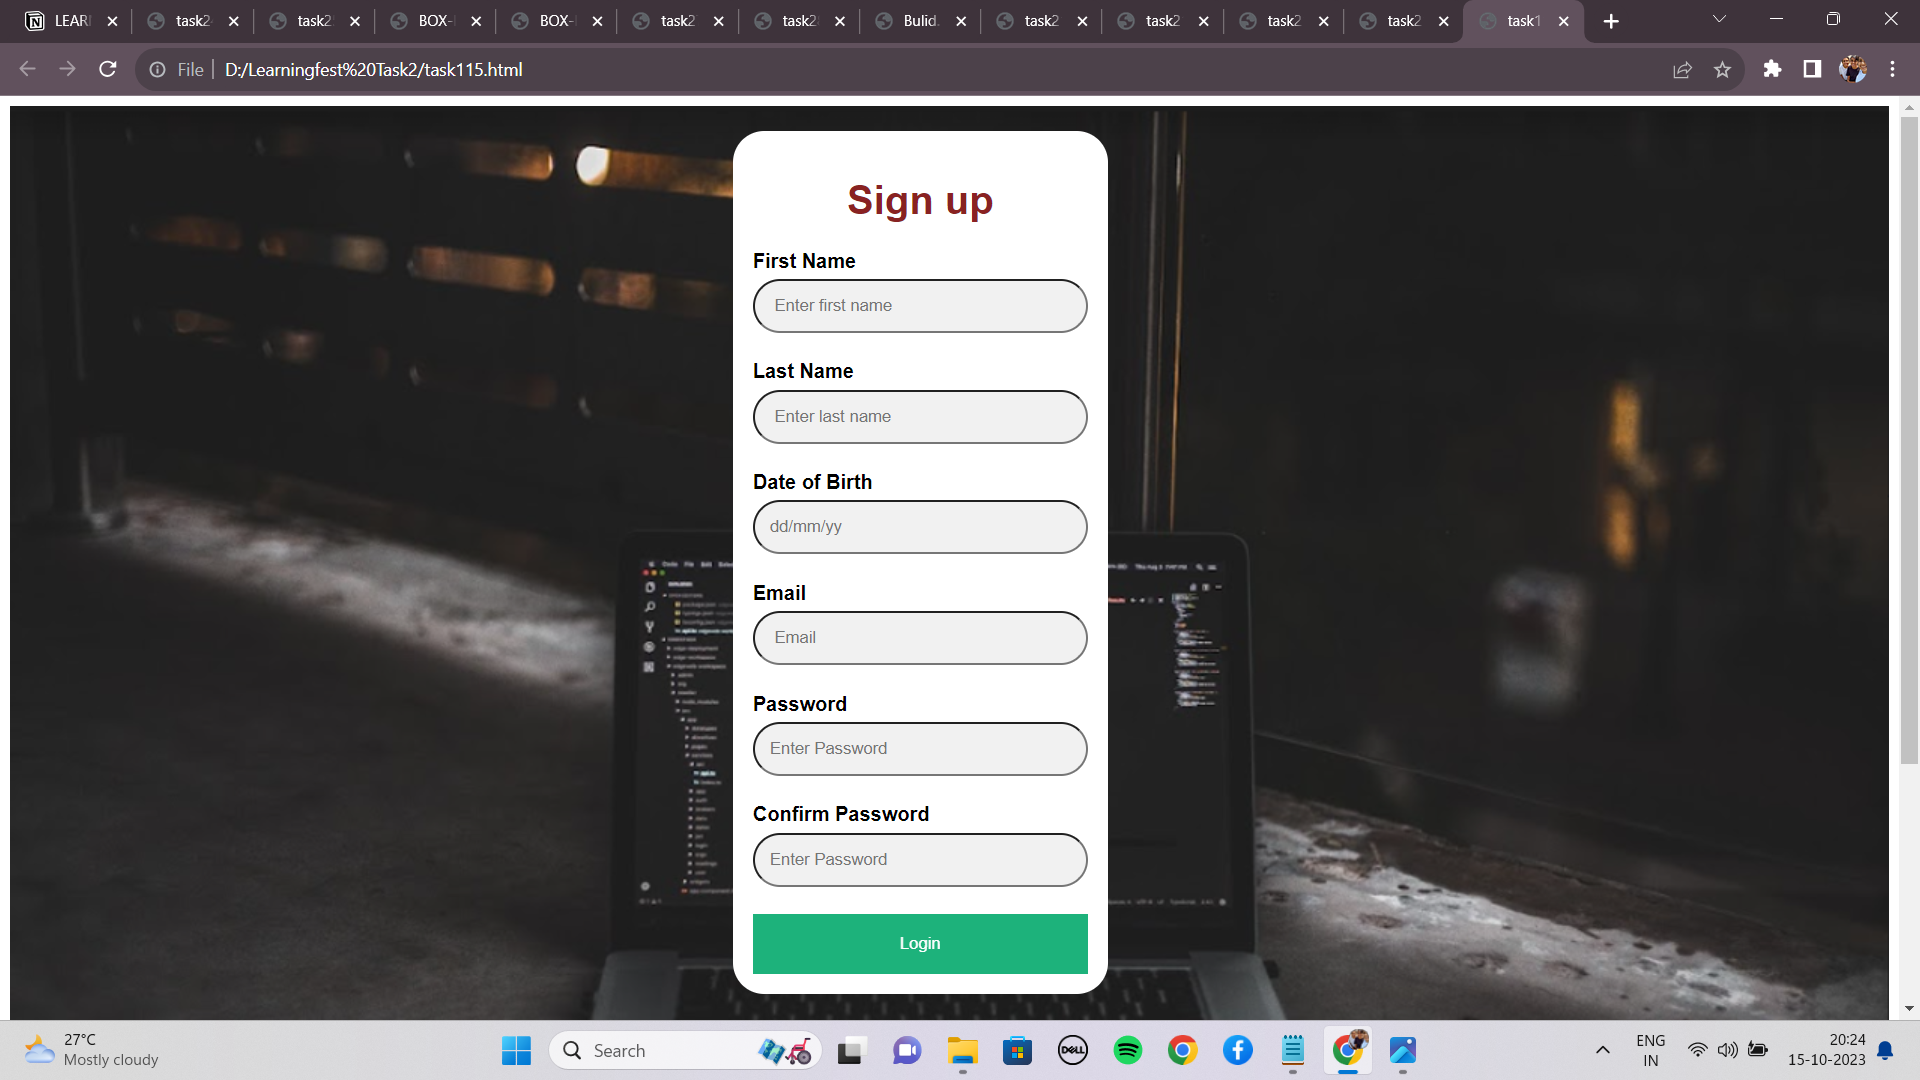 LEAR
task2
task2
BOX-
BOX-
task2
task2
Bulid.
task2
task2
task2
task2
task1
File
D:/Learningfest%20Task2/task115.html
Sign up
First Name
Enter first name
Last Name
Enter last name
Date of Birth
dd/mm/yy
Email
Email
Password
Enter Password
Confirm Password
Enter Password
Login
27°C
Mostly cloudy
Search
DELL
ENG
IN
20:24
15-10-2023